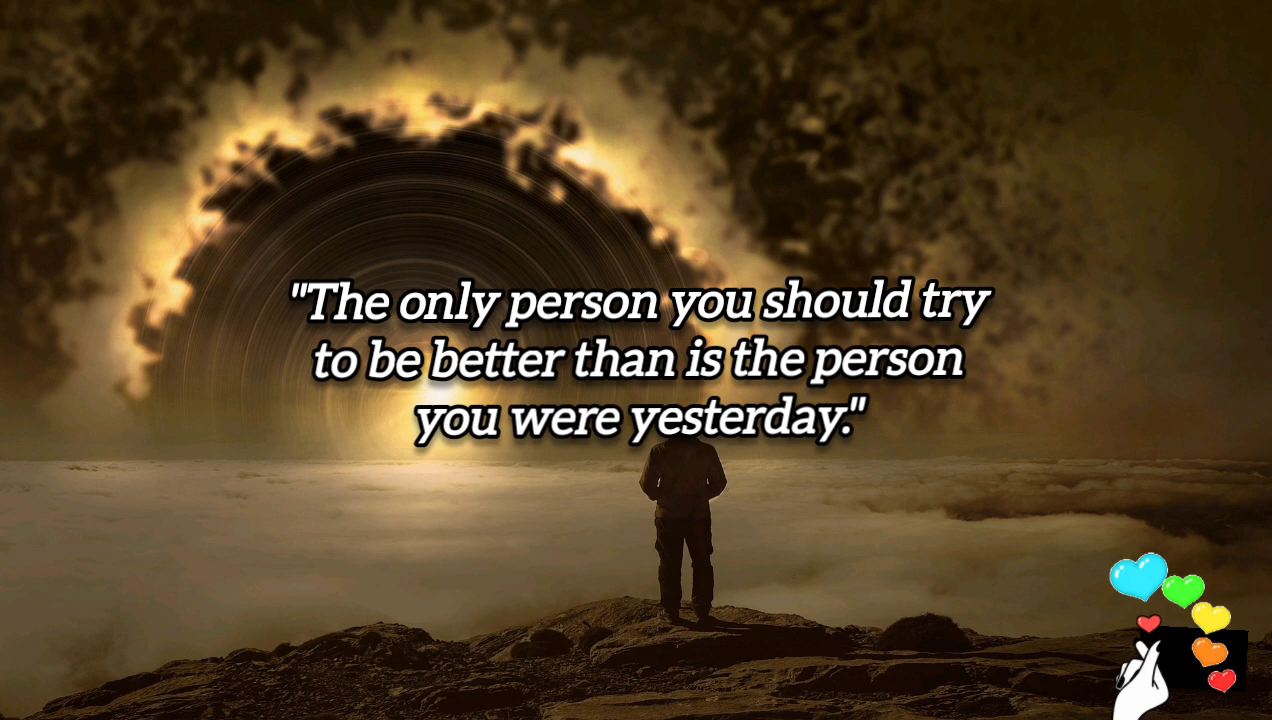 "The only person you should try
to be better than is the person
you were yesterday."